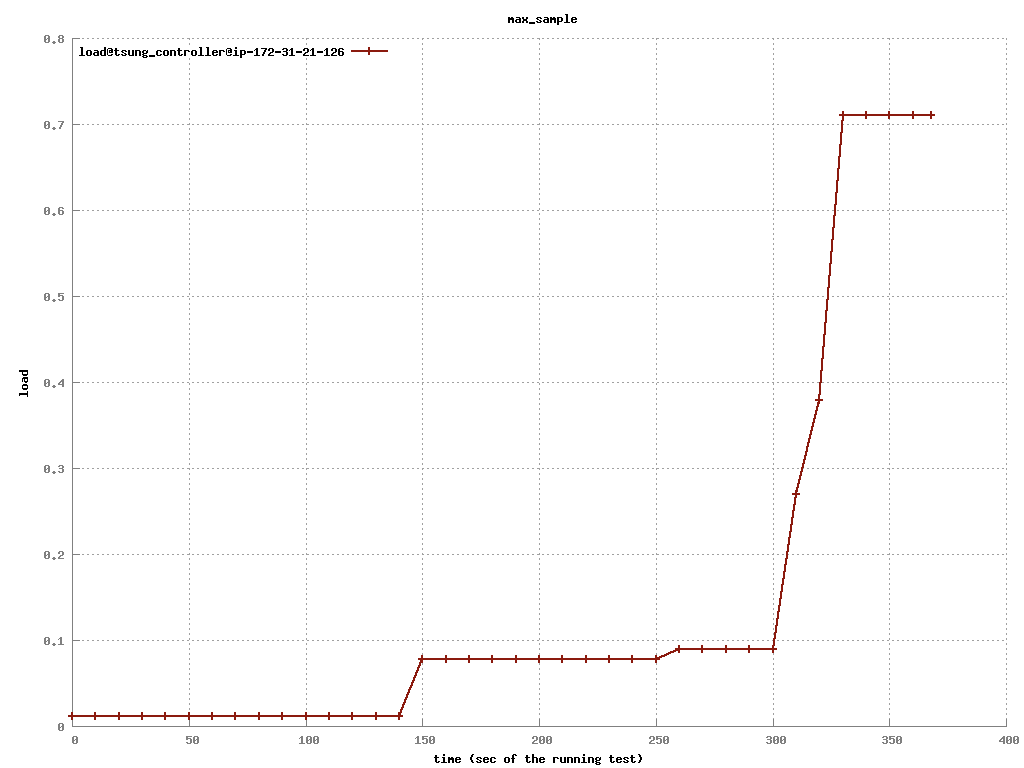 max_sample
load@tsung_controller@ip-172-31-21-126
0.8
0.7
0.6
0.5
0.4
0.3
0.2
0.1
0
load
0 50 100 150 200 250 300 350 400
time (sec of the running test)